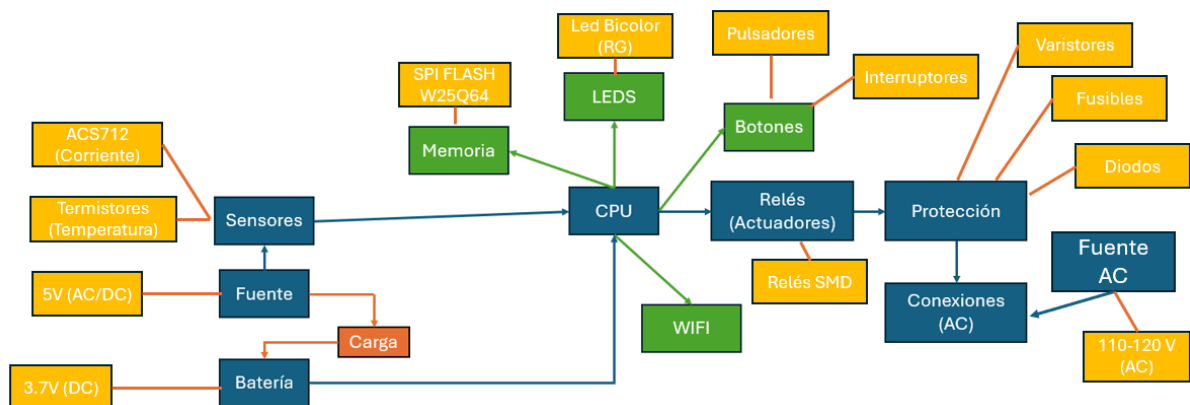 Led Bicolor
(RG)
Pulsadores
Varistores
SPI FLASH
W25Q64
LEDS
Interruptores
Fusibles
Botones
ACS712
(Corriente)
Memoria
Diodos
Termistores
(Temperatura)
Sensores
CPU
Relés
(Actuadores)
Protección
Fuente
AC
5V (AC/DC)
Fuente
Relés SMD
Conexiones
(AC)
WIFI
Carga
110-120 V
(AC)
3.7V (DC)
Batería